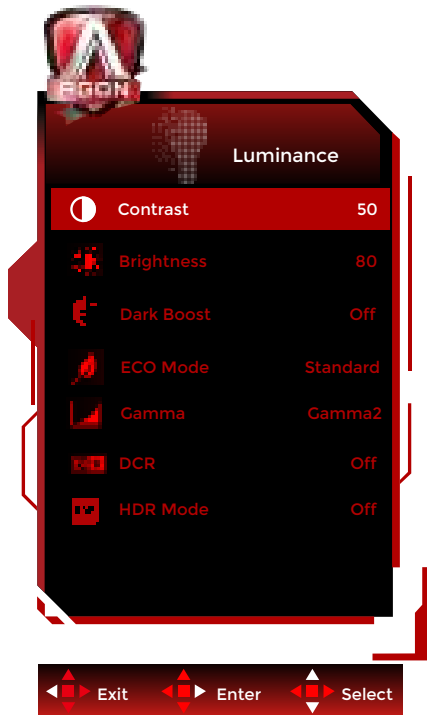 AGON
Luminance
Contrast 50
Brightness 80
Dark Boost Off
ECO Mode Standard
Gamma Gamma2
DCR Off
HDR Mode Off
Exit Enter Select